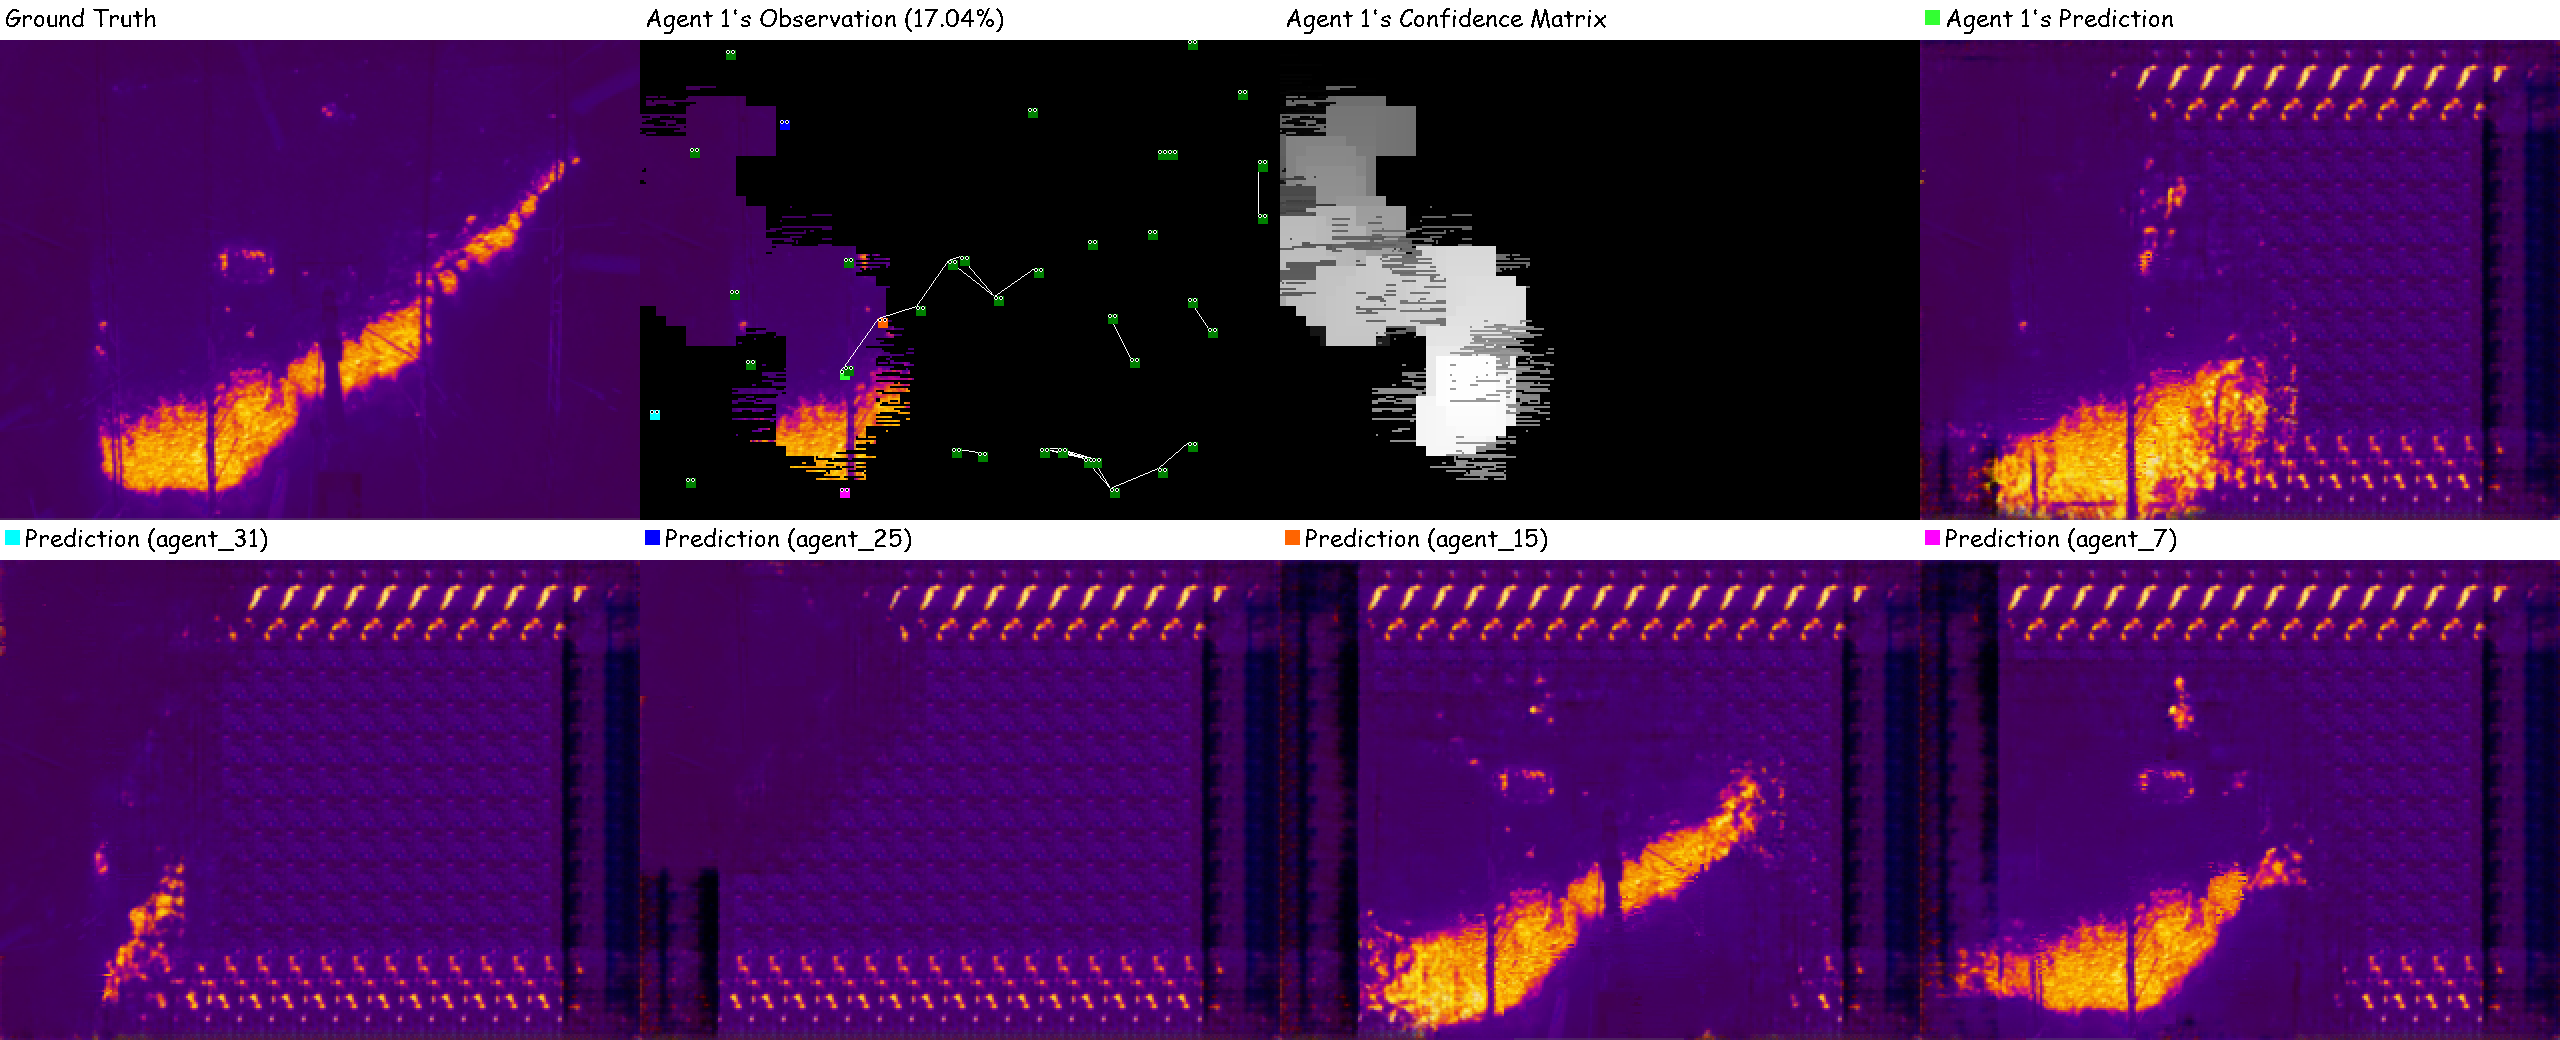 Ground Truth
Agent 1's Observation (17.04%)
Agent 1's Confidence Matrix
Agent 1's Prediction
Prediction (agent_31)
Prediction (agent_25)
Prediction (agent_15)
Prediction (agent_7)